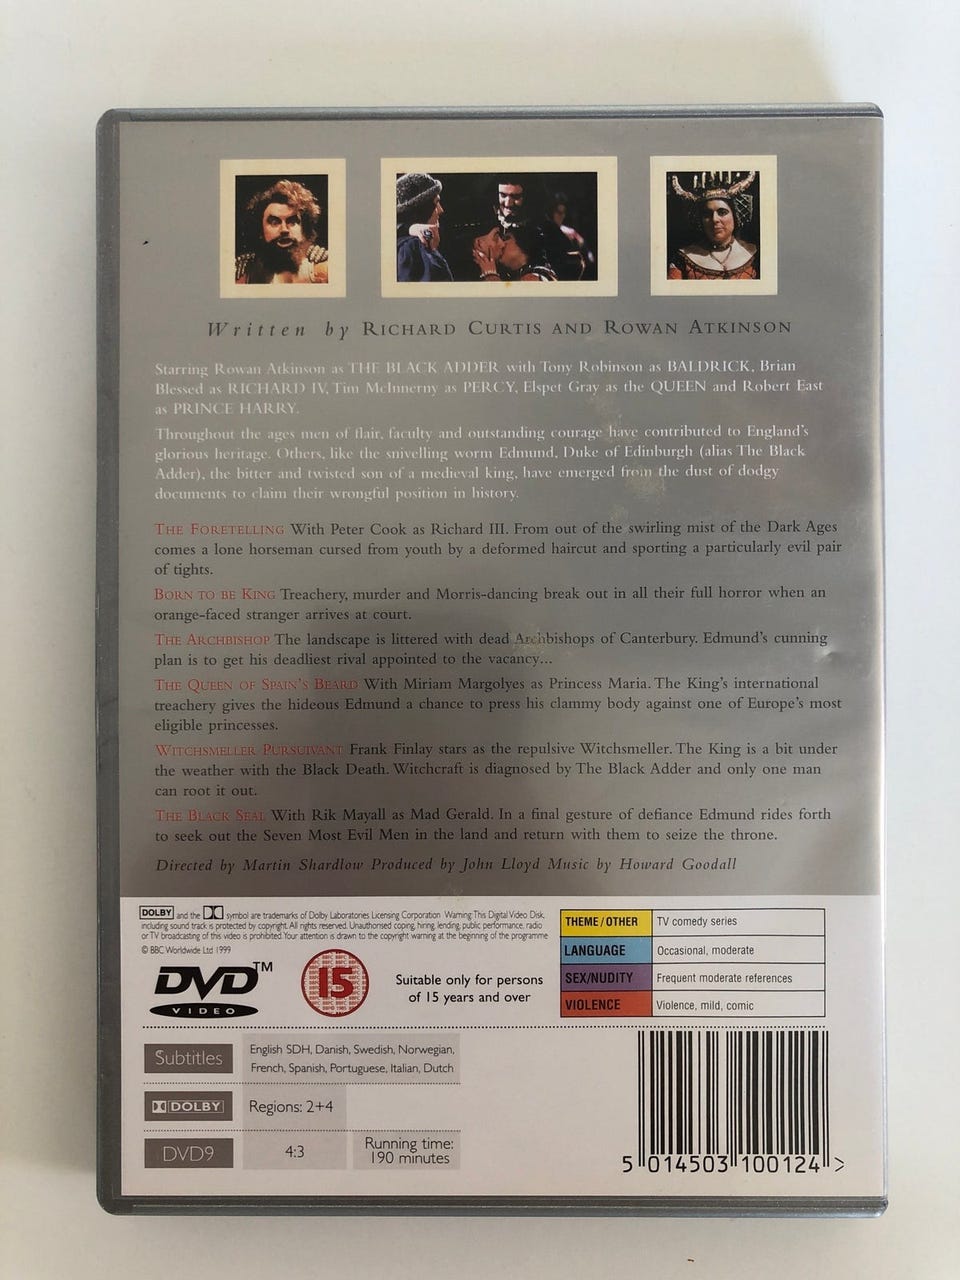 Written by RICHARD CURTIS AND ROWAN ATKINSON
Starring Rowan Atkinson as THE BLACK ADDER with Tony Robinson as BALDRICK, Brian
Blessed as RICHARD IV, Tim McInnerny as PERCY, Elspet Gray as the QUEEN and Robert East
as PRINCE HARRY.
Throughout the ages men of flair, faculty and outstanding courage have contributed to England's
glorious heritage. Others, like the snivelling worm Edmund, Duke of Edinburgh (alias The Black
Adder), the bitter and twisted son of a medieval king, have emerged from the dust of dodgy
documents to claim their wrongful position in history.
THE FORETELLING With Peter Cook as Richard III. From out of the swirling mist of the Dark Ages
comes a lone horseman cursed from youth by a deformed haircut and sporting a particularly evil pair
of tights.
BORN TO BE KING Treachery, murder and Morris-dancing break out in all their full horror when an
orange-faced stranger arrives at court.
THE ARCHBISHOP The landscape is littered with dead Archbishops of Canterbury. Edmund's cunning
plan is to get his deadliest rival appointed to the vacancy...
THE QUEEN OF SPAIN'S BEARD With Miriam Margolyes as Princess Maria. The King's international
treachery gives the hideous Edmund a chance to press his clammy body against one of Europe's most
eligible princesses.
WITCHSMELLER PURSUIVANT Frank Finlay stars as the repulsive Witchsmeller. The King is a bit under
the weather with the Black Death. Witchcraft is diagnosed by The Black Adder and only one man
can root it out.
THE BLACK SEAL With Rik Mayall as Mad Gerald. In a final gesture of defiance Edmund rides forth
to seek out the Seven Most Evil Men in the land and return with them to seize the throne.
Directed by Martin Shardlow Produced by John Lloyd Music by Howard Goodall
DOLBY and the symbol are trademarks of Dolby Laboratories Licensing Corporation Warning: This Digital Video Disk,
including sound track is protected by copyright. All rights reserved. Unauthorised coping, hiring, lending, public performance, radio
or TV broadcasting of this video is prohibited. Your attention is drawn to the copyright warning at the beginning of the programme
© BBC Worldwide Ltd 1999
DVD TM
VIDEO
15
Suitable only for persons
of 15 years and over
THEME/OTHER TV comedy series
LANGUAGE Occasional, moderate
SEX/NUDITY Frequent moderate references
VIOLENCE Violence, mild, comic
Subtitles English SDH, Danish, Swedish, Norwegian,
French, Spanish, Portuguese, Italian, Dutch
DOLBY Regions: 2+4
DVD9 4:3 Running time:
190 minutes
5 014503 100124 >